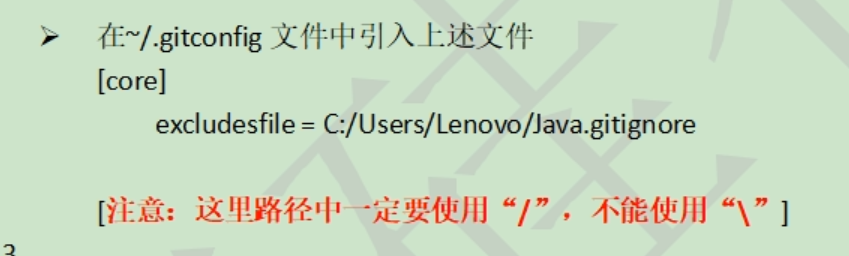 ➤ 在~/.gitconfig 文件中引入上述文件
[core]
excludesfile = C:/Users/Lenovo/Java.gitignore
[注意：这里路径中一定要使用“/”，不能使用“\”]
3